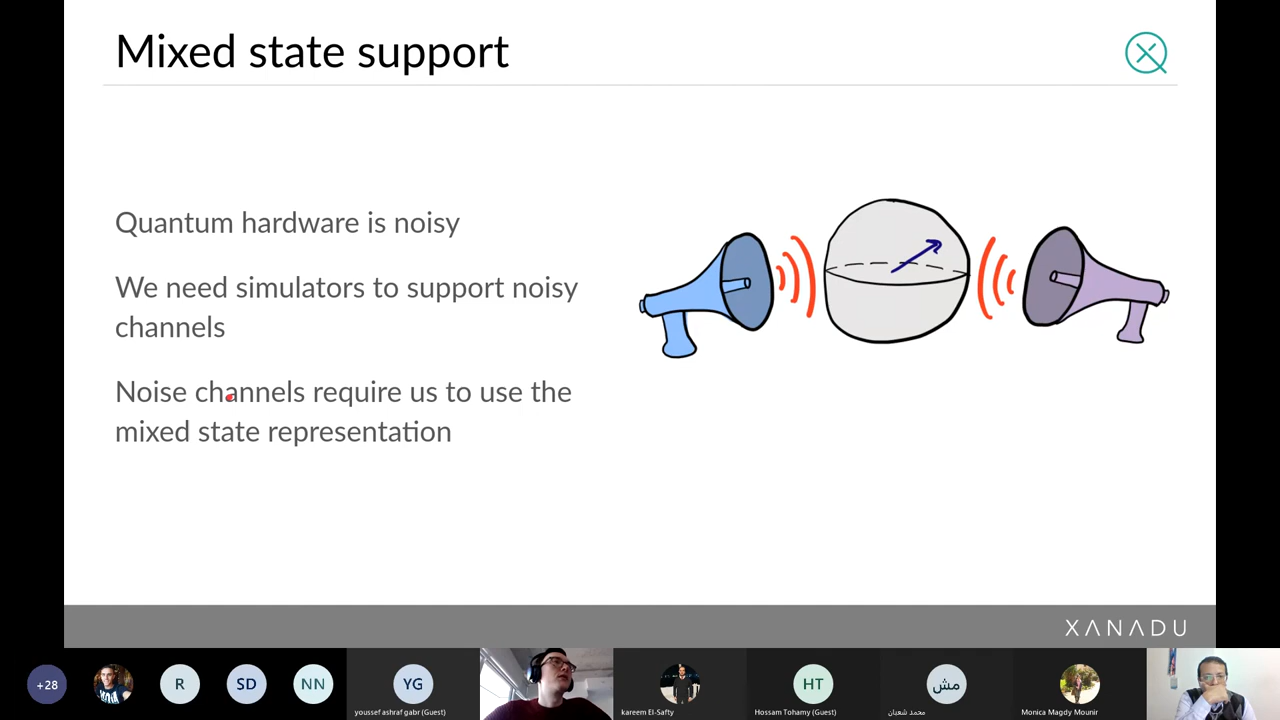 Mixed state support
Quantum hardware is noisy
We need simulators to support noisy
channels
Noise channels require us to use the
mixed state representation
XANADU
+28
R
SD
NN
YG
youssef ashraf gabr (Guest)
kareem El-Safty
HT
Hossam Tohamy (Guest)
مش
محمد شعبان
Monica Magdy Mounir